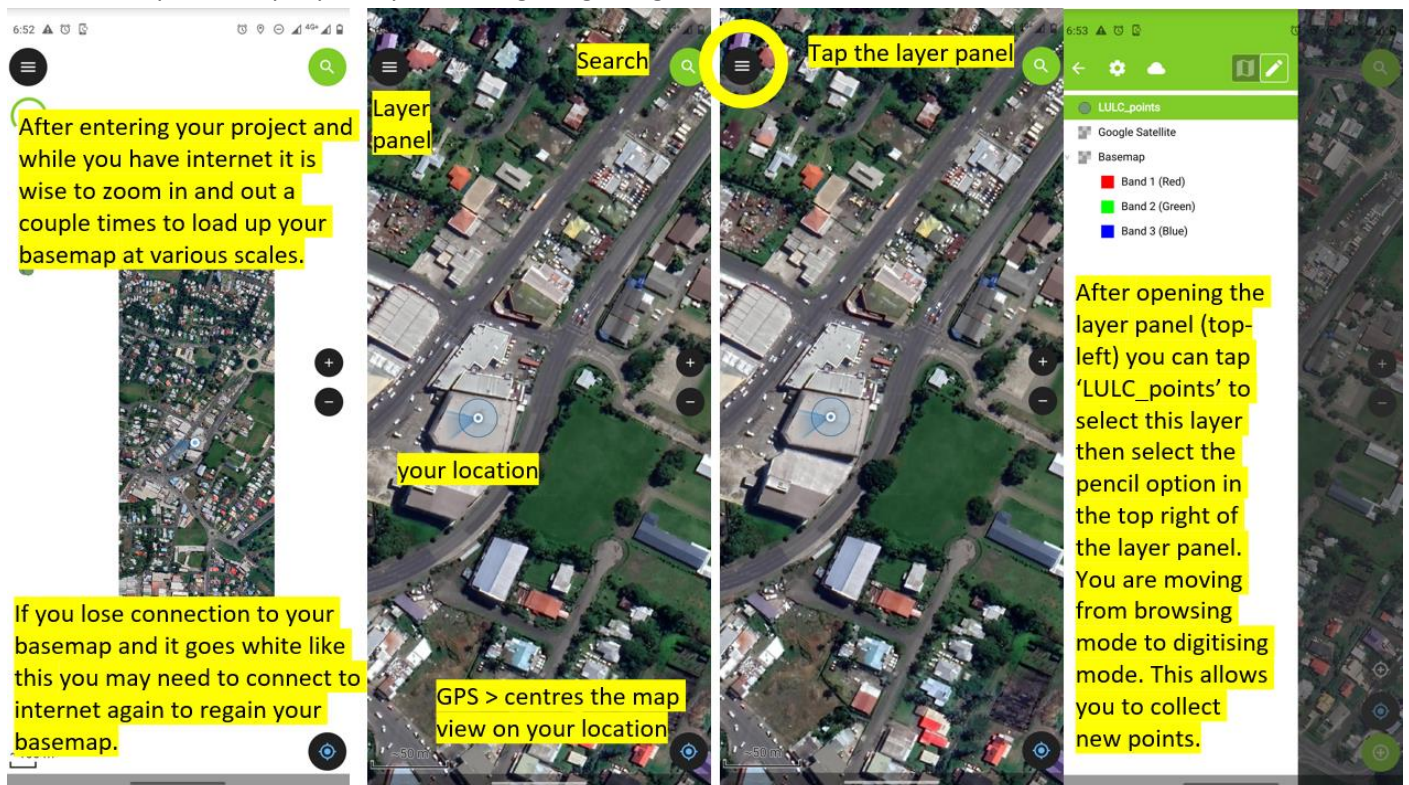 6:52
4G+
After entering your project and
while you have internet it is
wise to zoom in and out a
couple times to load up your
basemap at various scales.
If you lose connection to your
basemap and it goes white like
this you may need to connect to
internet again to regain your
basemap.
Search
Layer
panel
your location
GPS > centres the map
view on your location
~50 m
Tap the layer panel
~50 m
6:53
LULC_points
Google Satellite
Basemap
Band 1 (Red)
Band 2 (Green)
Band 3 (Blue)
After opening the
layer panel (top-
left) you can tap
‘LULC_points’ to
select this layer
then select the
pencil option in
the top right of
the layer panel.
You are moving
from browsing
mode to digitising
mode. This allows
you to collect
new points.